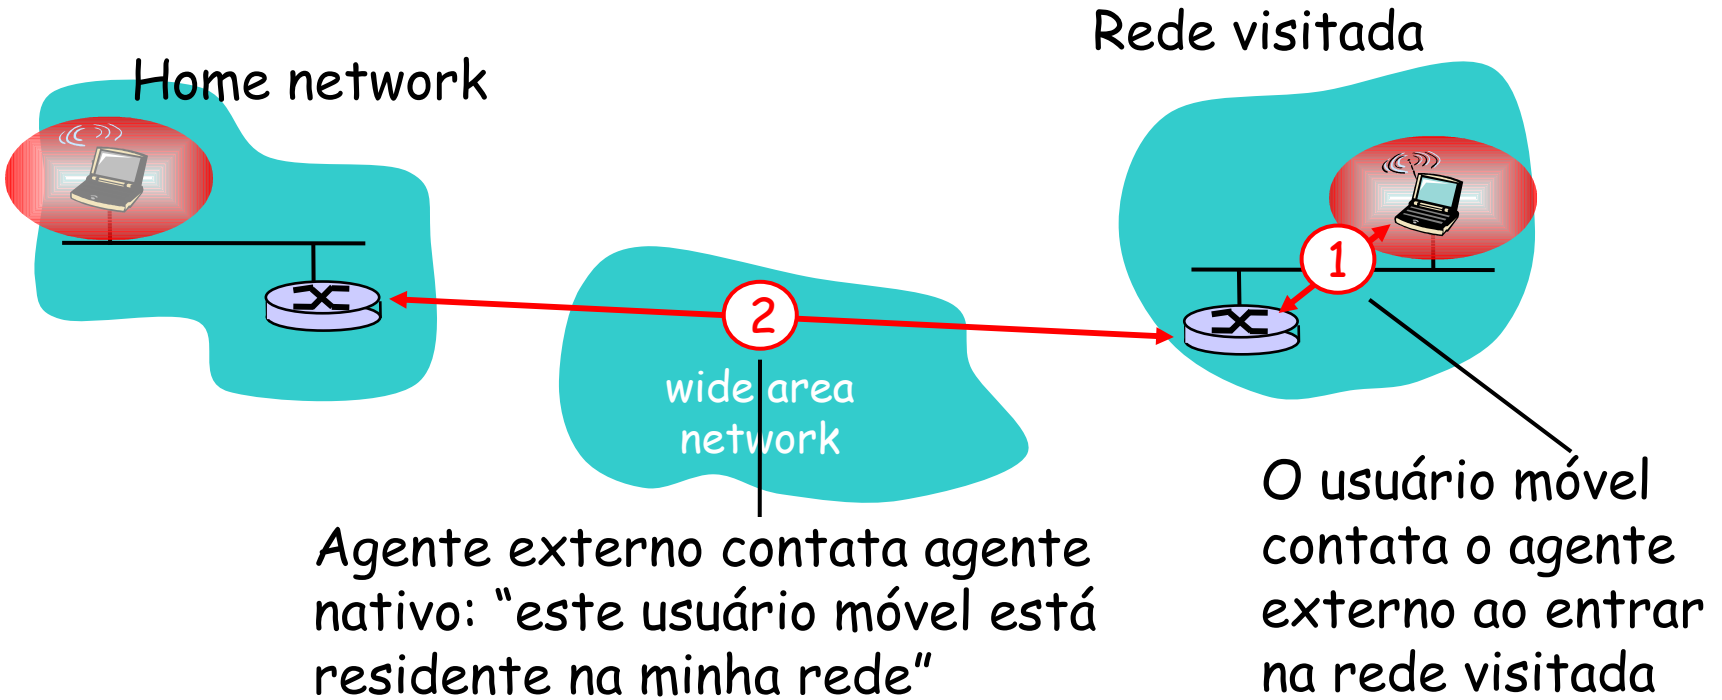 Rede visitada
Home network
1
2
wide area
network
Agente externo contata agente
nativo: “este usuário móvel está
residente na minha rede”
O usuário móvel
contata o agente
externo ao entrar
na rede visitada